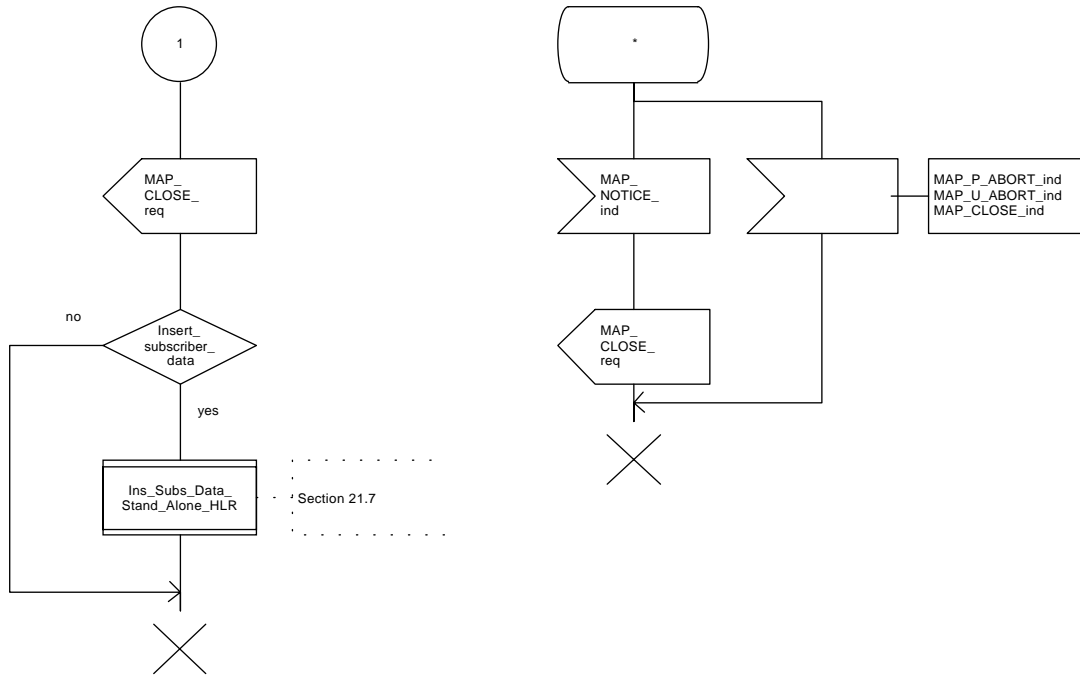 1
MAP_
CLOSE_
req
no
Insert_
subscriber_
data
yes
Ins_Subs_Data_
Stand_Alone_HLR
Section 21.7
*
MAP_
NOTICE_
ind
MAP_P_ABORT_ind
MAP_U_ABORT_ind
MAP_CLOSE_ind
MAP_
CLOSE_
req